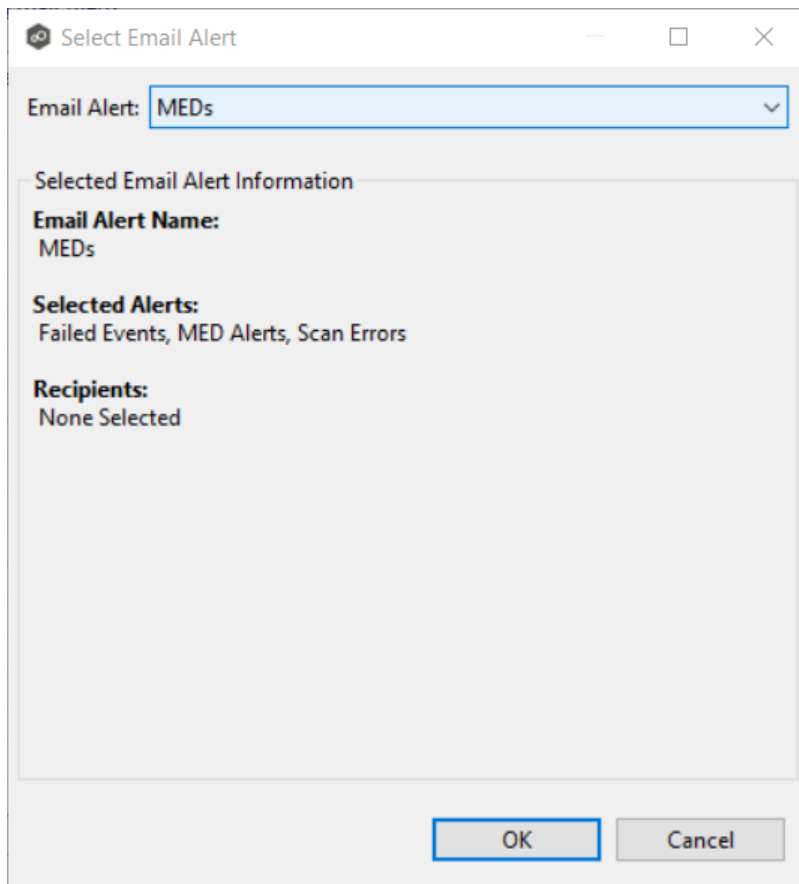 Select Email Alert
Email Alert: MEDs
Selected Email Alert Information
Email Alert Name:
MEDs
Selected Alerts:
Failed Events, MED Alerts, Scan Errors
Recipients:
None Selected
OK Cancel